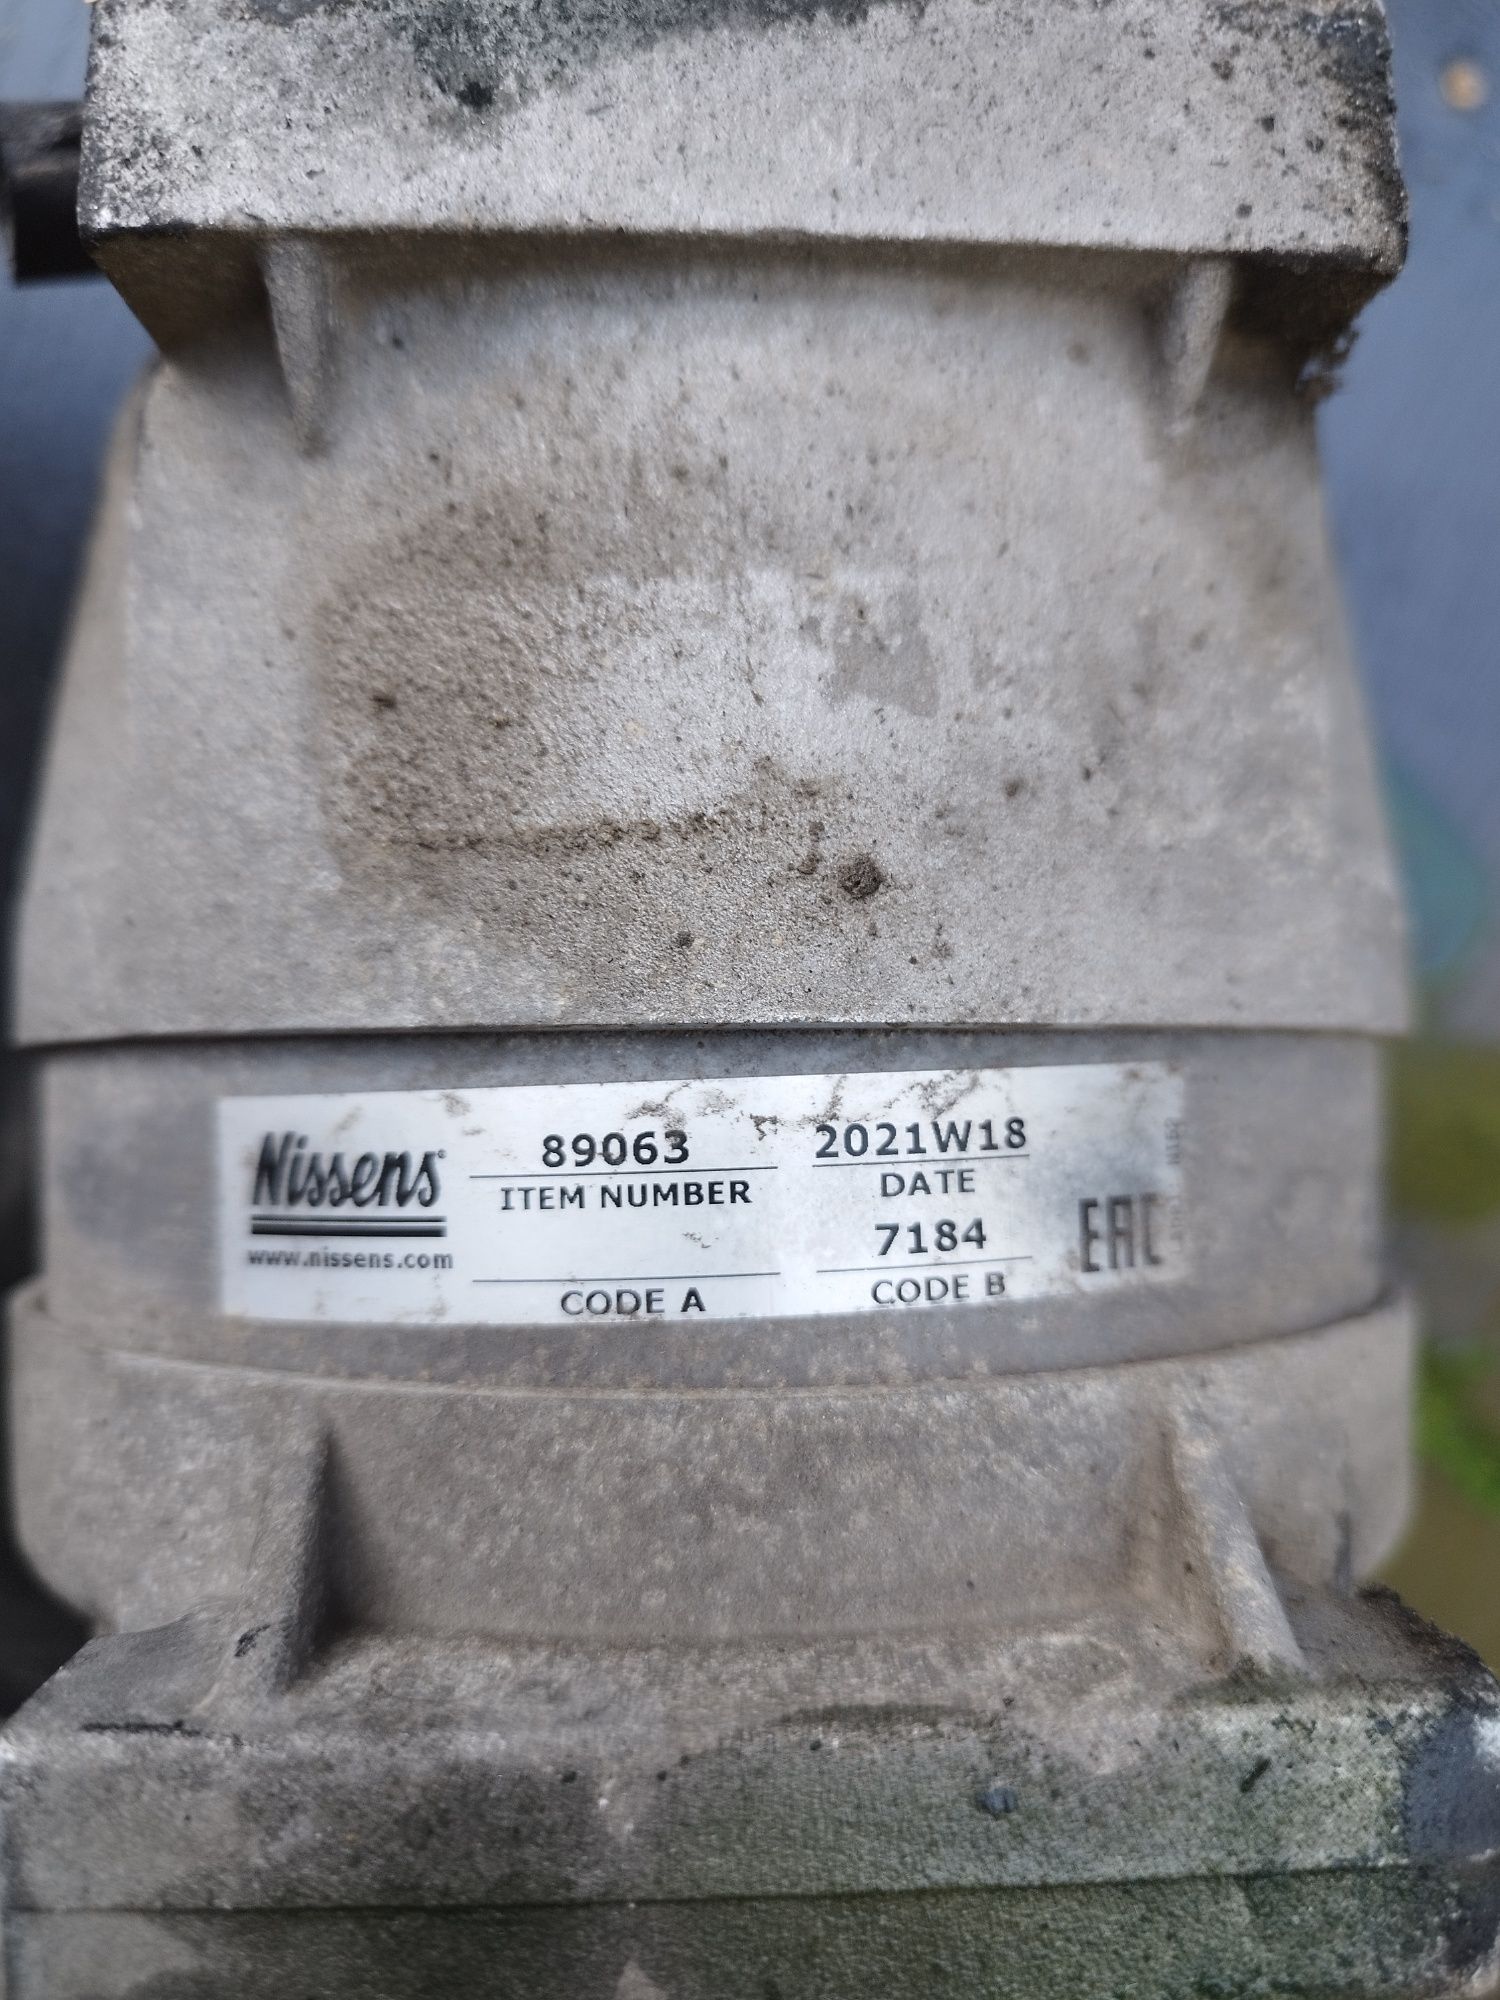 Nissens
www.nissens.com
89063
ITEM NUMBER
CODE A
2021W18
DATE
7184
CODE B
EAC